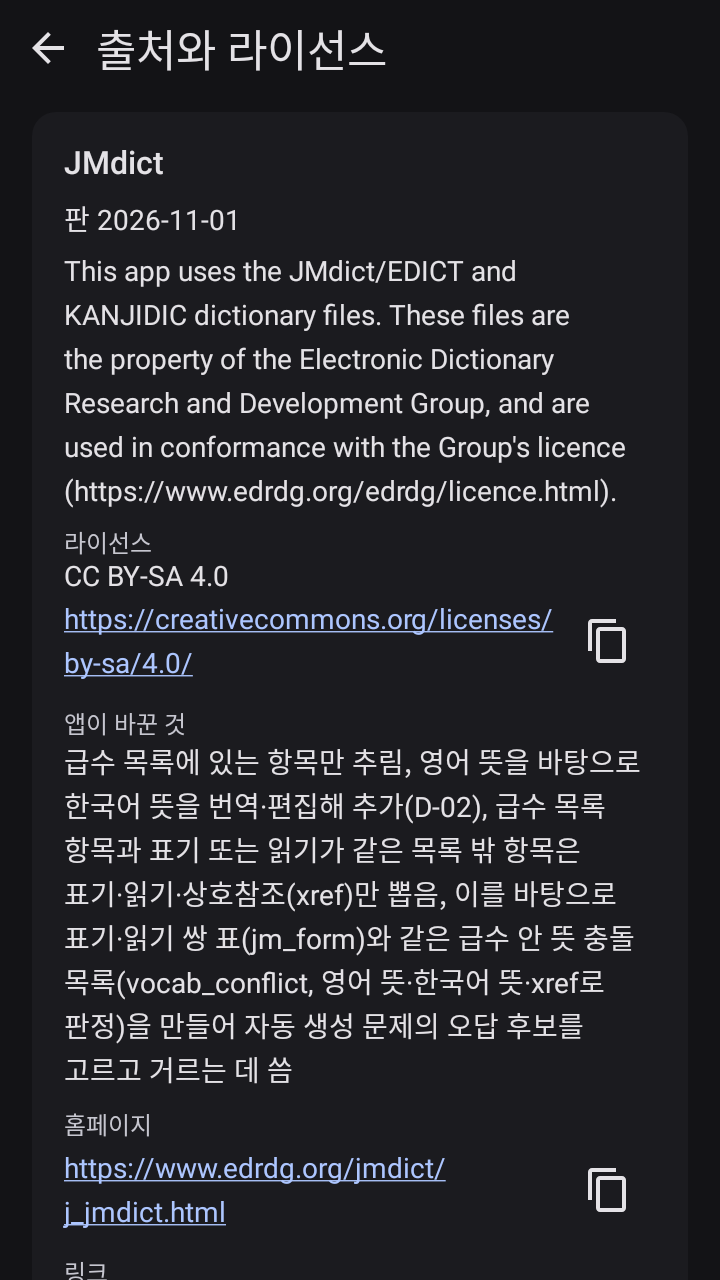 출처와 라이선스
JMdict
판 2026-11-01
This app uses the JMdict/EDICT and
KANJIDIC dictionary files. These files are
the property of the Electronic Dictionary
Research and Development Group, and are
used in conformance with the Group's licence
(https://www.edrdg.org/edrdg/licence.html).
라이선스
CC BY-SA 4.0
https://creativecommons.org/licenses/
by-sa/4.0/
앱이 바꾼 것
급수 목록에 있는 항목만 추림, 영어 뜻을 바탕으로
한국어 뜻을 번역·편집해 추가(D-02), 급수 목록
항목과 표기 또는 읽기가 같은 목록 밖 항목은
표기·읽기·상호참조(xref)만 뽑음, 이를 바탕으로
표기·읽기 쌍 표(jm_form)와 같은 급수 안 뜻 충돌
목록(vocab_conflict, 영어 뜻·한국어 뜻·xref로
판정)을 만들어 자동 생성 문제의 오답 후보를
고르고 거르는 데 씀
홈페이지
https://www.edrdg.org/jmdict/
j_jmdict.html
링크